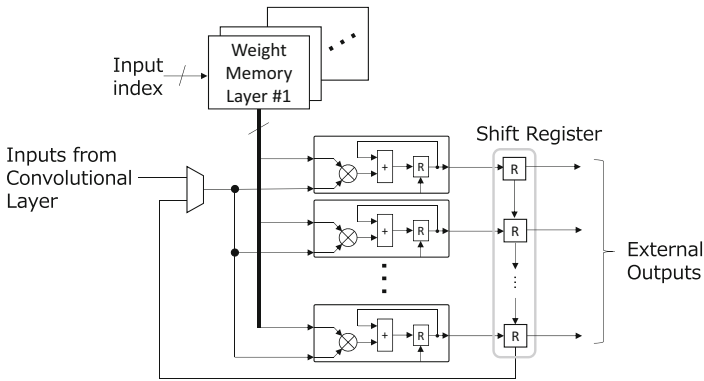 Weight
Memory
Layer #1
Input
index
Shift Register
Inputs from
Convolutional
Layer
+
R
R
+
R
R
External
Outputs
+
R
R